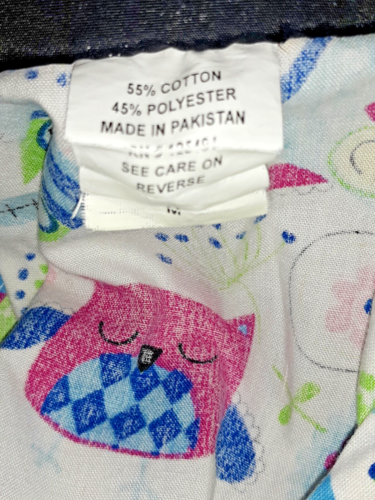 55% COTTON
45% POLYESTER
MADE IN PAKISTAN
SEE CARE ON
REVERSE